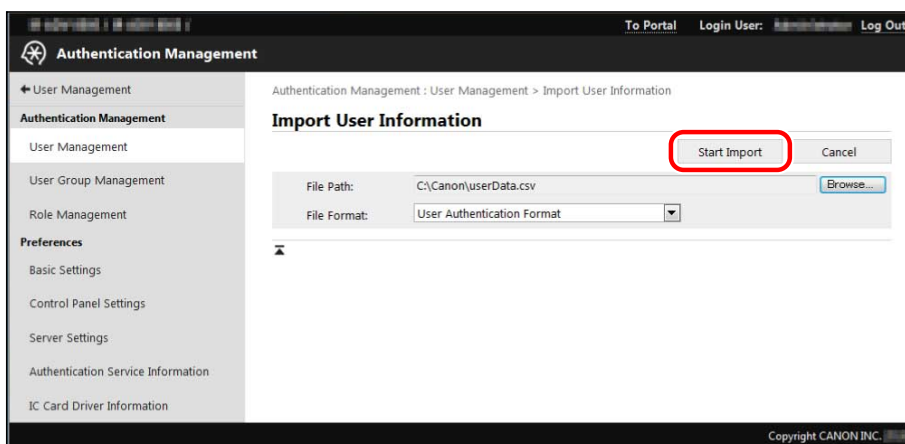 To Portal Login User: Log Out
Authentication Management
User Management
Authentication Management : User Management > Import User Information
Authentication Management
Import User Information
User Management
Start Import Cancel
User Group Management
File Path: C:\Canon\userData.csv Browse...
Role Management
File Format: User Authentication Format
Preferences
Basic Settings
Control Panel Settings
Server Settings
Authentication Service Information
IC Card Driver Information
Copyright CANON INC.